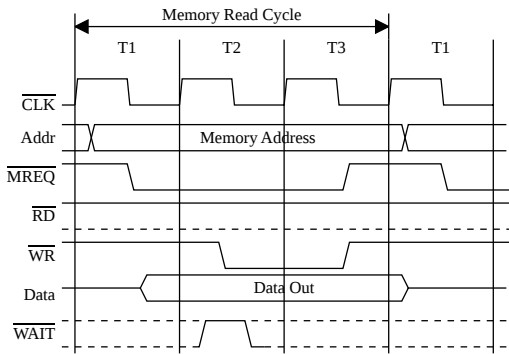 Memory Read Cycle
T1 T2 T3 T1
CLK
Addr Memory Address
MREQ
RD
WR
Data Data Out
WAIT